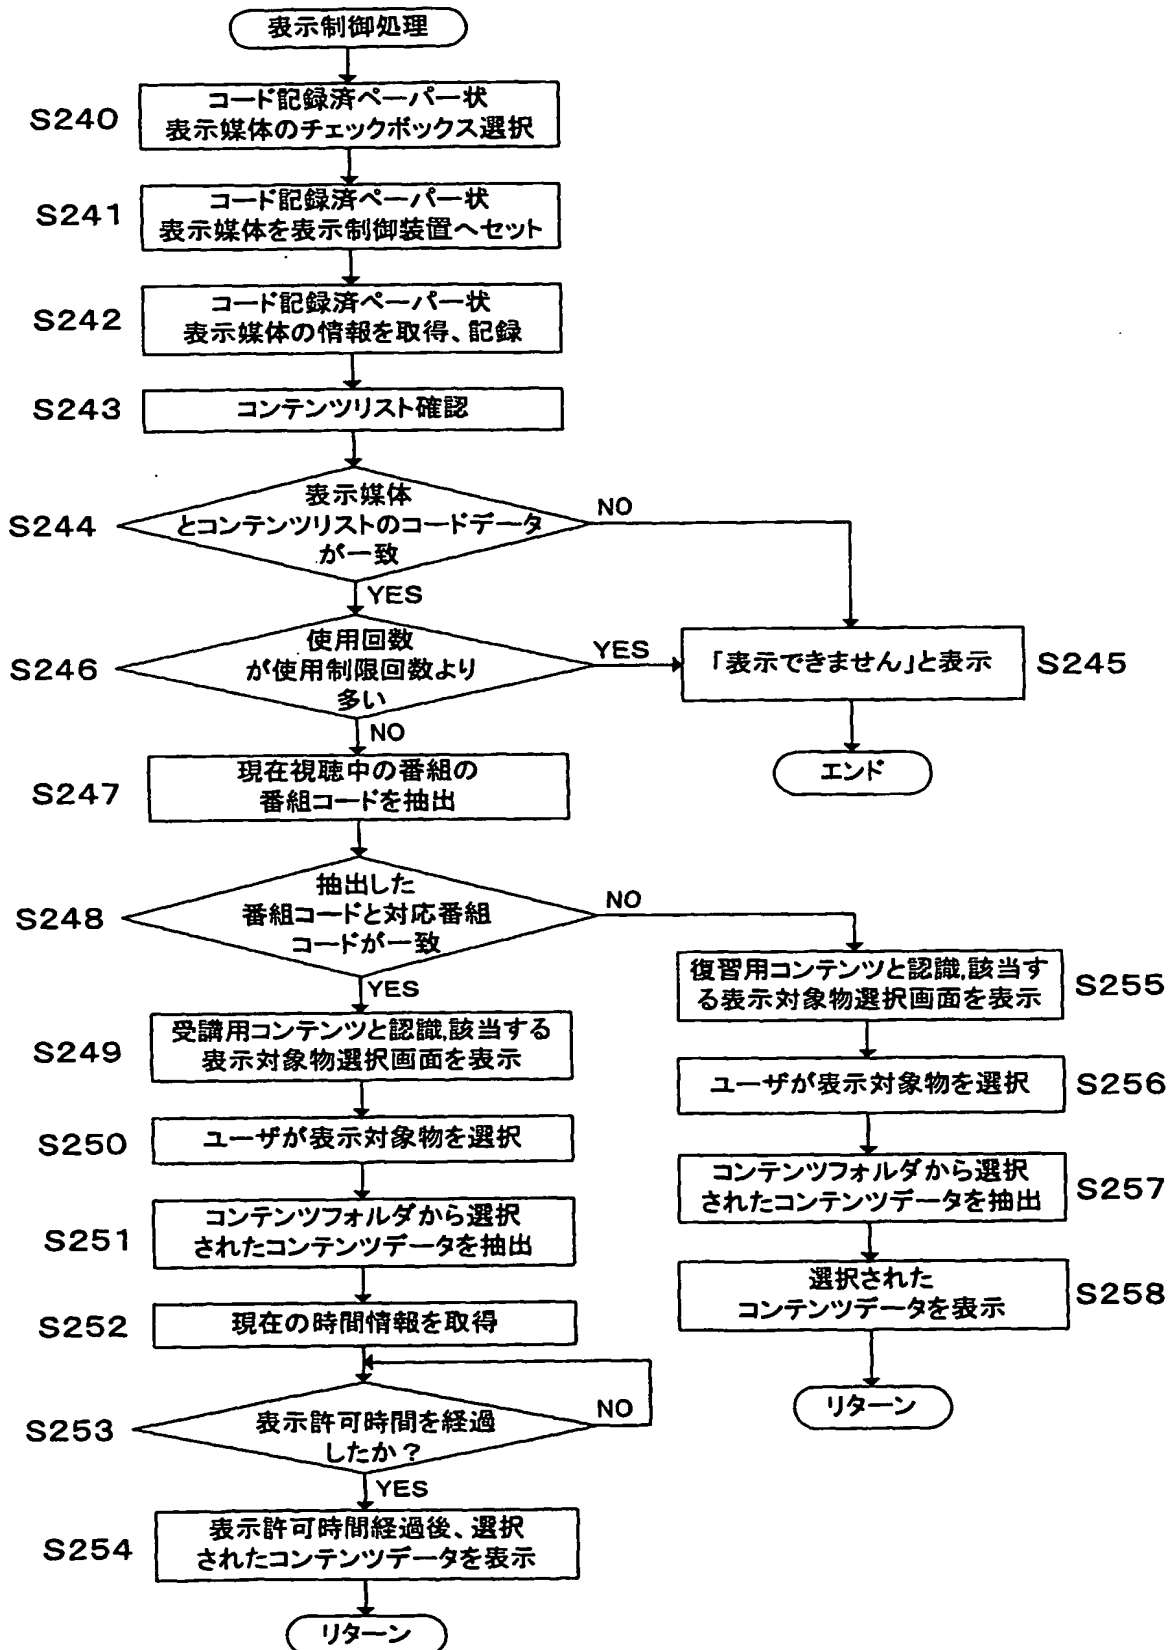 表示制御処理
S240
コード記録済ペーパー状
表示媒体のチェックボックス選択
S241
コード記録済ペーパー状
表示媒体を表示制御装置へセット
S242
コード記録済ペーパー状
表示媒体の情報を取得、記録
S243
コンテンツリスト確認
S244
表示媒体
とコンテンツリストのコードデータ
が一致
NO
YES
S246
使用回数
が使用制限回数より
多い
YES
「表示できません」と表示
S245
エンド
NO
S247
現在視聴中の番組の
番組コードを抽出
S248
抽出した
番組コードと対応番組
コードが一致
NO
YES
S249
受講用コンテンツと認識,該当する
表示対象物選択画面を表示
S250
ユーザが表示対象物を選択
S251
コンテンツフォルダから選択
されたコンテンツデータを抽出
S252
現在の時間情報を取得
S253
表示許可時間を経過
したか?
NO
YES
S254
表示許可時間経過後、選択
されたコンテンツデータを表示
リターン
復習用コンテンツと認識,該当す
る表示対象物選択画面を表示
S255
ユーザが表示対象物を選択
S256
コンテンツフォルダから選択
されたコンテンツデータを抽出
S257
選択された
コンテンツデータを表示
S258
リターン